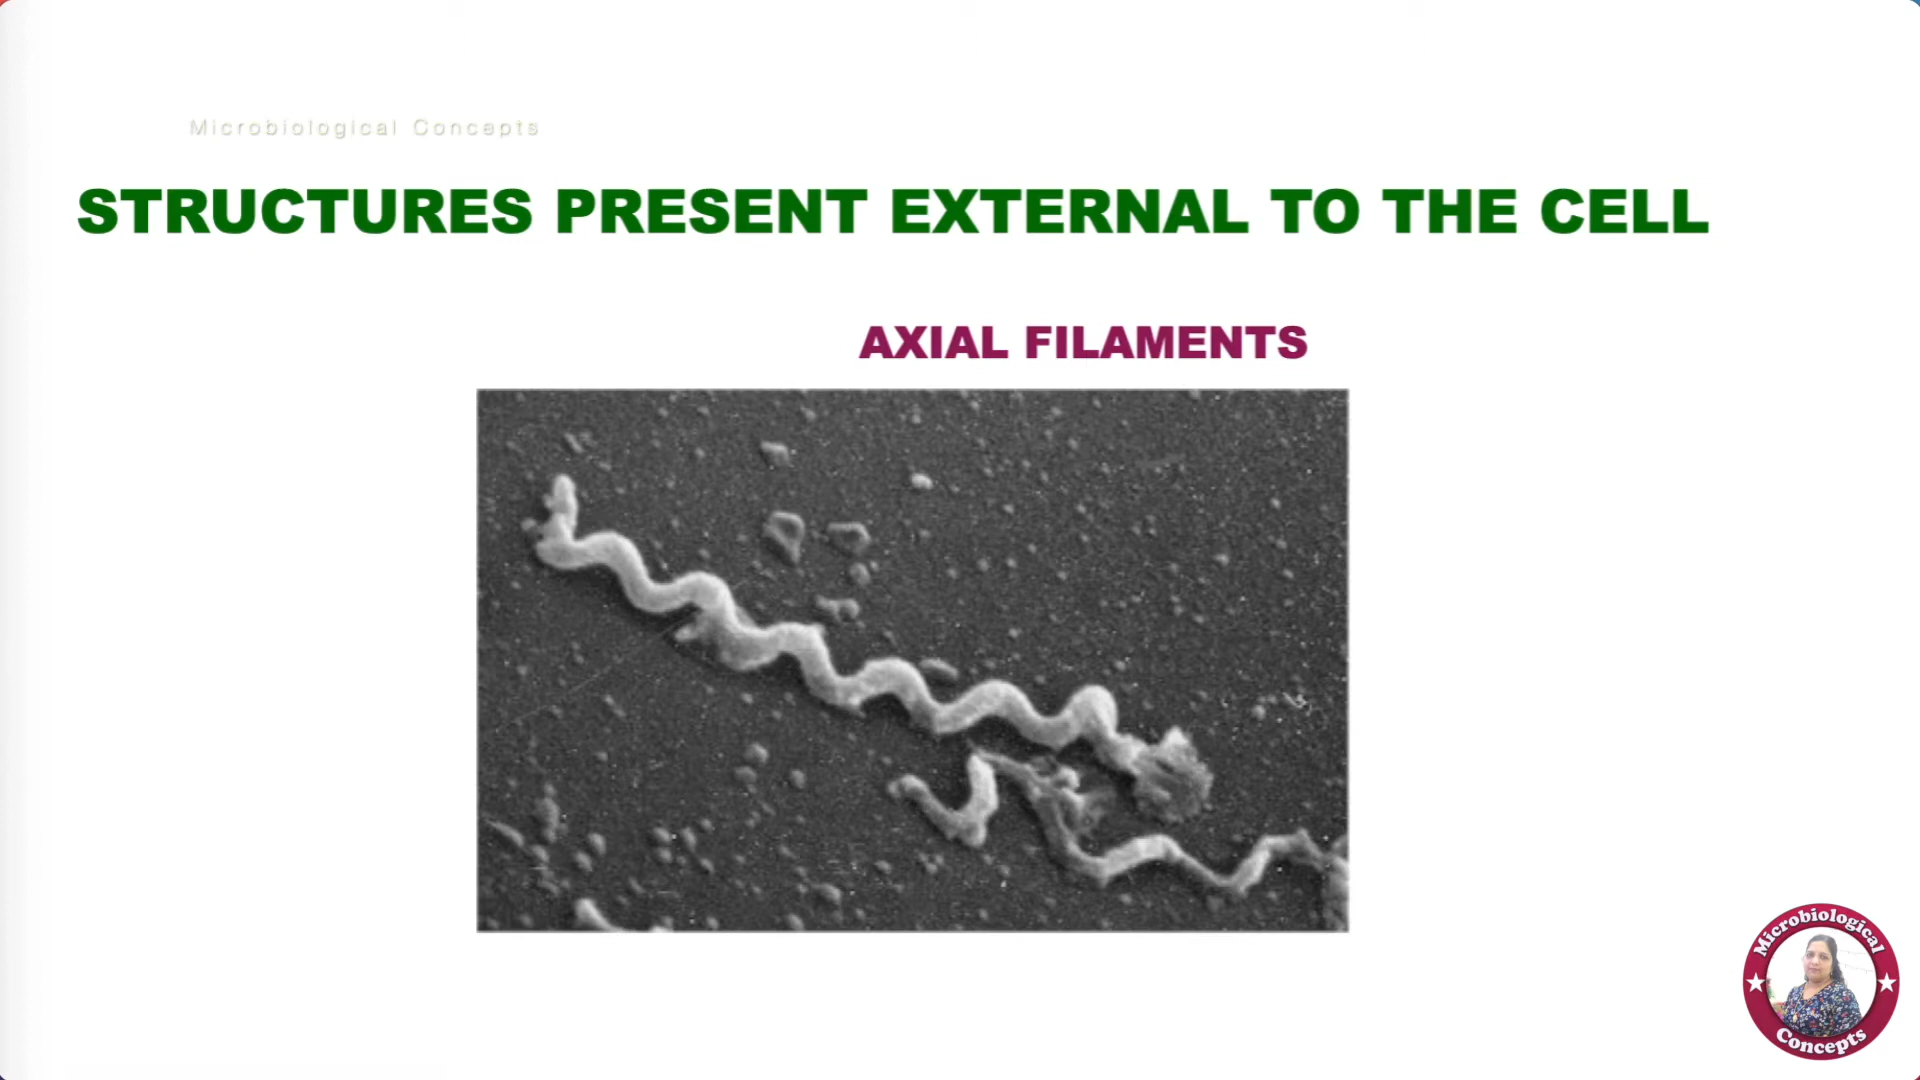 Microbiological Concepts
STRUCTURES PRESENT EXTERNAL TO THE CELL
AXIAL FILAMENTS
Microbiological
Concepts